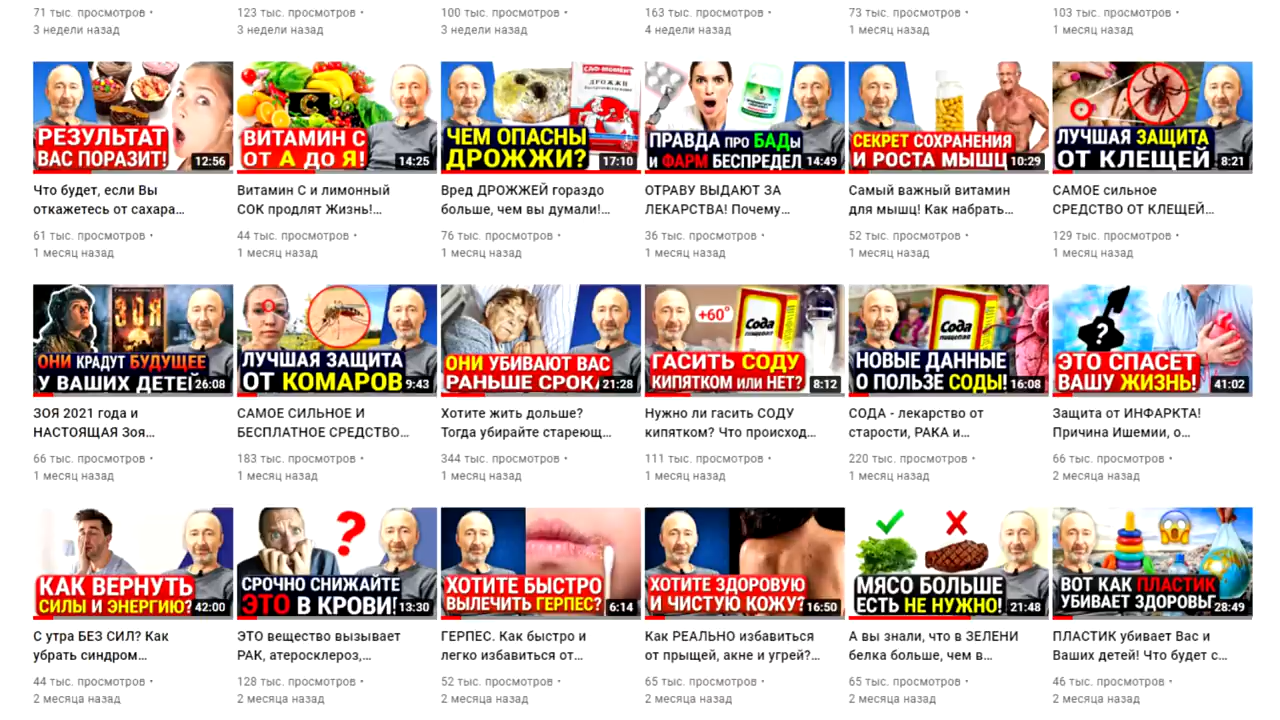 71 тыс. просмотров •
3 недели назад
123 тыс. просмотров •
3 недели назад
100 тыс. просмотров •
3 недели назад
163 тыс. просмотров •
4 недели назад
73 тыс. просмотров •
1 месяц назад
103 тыс. просмотров •
1 месяц назад
РЕЗУЛЬТАТ
ВАС ПОРАЗИТ!
12:56
Что будет, если Вы
откажетесь от сахара...
61 тыс. просмотров •
1 месяц назад
C
ВИТАМИН С
ОТ А ДО Я!
14:25
Витамин С и лимонный
СОК продлят Жизнь!...
44 тыс. просмотров •
1 месяц назад
САФ-МОМЕНТ
ДРОЖЖИ
ЧЕМ ОПАСНЫ
ДРОЖЖИ?
17:10
Вред ДРОЖЖЕЙ гораздо
больше, чем вы думали!...
76 тыс. просмотров •
1 месяц назад
ПРАВДА про БАДы
и ФАРМ БЕСПРЕДЕЛ
14:49
ОТРАВУ ВЫДАЮТ ЗА
ЛЕКАРСТВА! Почему...
36 тыс. просмотров •
1 месяц назад
СЕКРЕТ СОХРАНЕНИЯ
И РОСТА МЫШЦ
10:29
Самый важный витамин
для мышц! Как набрать...
52 тыс. просмотров •
1 месяц назад
ЛУЧШАЯ ЗАЩИТА
ОТ КЛЕЩЕЙ
8:21
САМОЕ сильное
СРЕДСТВО ОТ КЛЕЩЕЙ...
129 тыс. просмотров •
1 месяц назад
ЗОЯ
ОНИ КРАДУТ БУДУЩЕЕ
У ВАШИХ ДЕТЕЙ
26:08
ЗОЯ 2021 года и
НАСТОЯЩАЯ Зоя...
66 тыс. просмотров •
1 месяц назад
ЛУЧШАЯ ЗАЩИТА
ОТ КОМАРОВ
9:43
САМОЕ СИЛЬНОЕ И
БЕСПЛАТНОЕ СРЕДСТВО...
183 тыс. просмотров •
1 месяц назад
ОНИ УБИВАЮТ ВАС
РАНЬШЕ СРОКА
21:28
Хотите жить дольше?
Тогда убирайте стареющ...
344 тыс. просмотров •
1 месяц назад
+60°
Сода
пищевая
ГАСИТЬ СОДУ
КИПЯТКОМ ИЛИ НЕТ?
8:12
Нужно ли гасить СОДУ
кипятком? Что происход...
111 тыс. просмотров •
1 месяц назад
Сода
пищевая
НОВЫЕ ДАННЫЕ
О ПОЛЬЗЕ СОДЫ!
16:08
СОДА - лекарство от
старости, РАКА и...
220 тыс. просмотров •
1 месяц назад
?
ЭТО СПАСЕТ
ВАШУ ЖИЗНЬ!
41:02
Защита от ИНФАРКТА!
Причина Ишемии, о...
66 тыс. просмотров •
2 месяца назад
КАК ВЕРНУТЬ
СИЛЫ И ЭНЕРГИЮ?
42:00
С утра БЕЗ СИЛ? Как
убрать синдром...
44 тыс. просмотров •
2 месяца назад
?
СРОЧНО СНИЖАЙТЕ
ЭТО В КРОВИ!
13:30
ЭТО вещество вызывает
РАК, атеросклероз,...
128 тыс. просмотров •
2 месяца назад
ХОТИТЕ БЫСТРО
ВЫЛЕЧИТЬ ГЕРПЕС?
6:14
ГЕРПЕС. Как быстро и
легко избавиться от...
52 тыс. просмотров •
2 месяца назад
ХОТИТЕ ЗДОРОВУЮ
И ЧИСТУЮ КОЖУ?
16:50
Как РЕАЛЬНО избавиться
от прыщей, акне и угрей?...
65 тыс. просмотров •
2 месяца назад
МЯСО БОЛЬШЕ
ЕСТЬ НЕ НУЖНО!
21:48
А вы знали, что в ЗЕЛЕНИ
белка больше, чем в...
65 тыс. просмотров •
2 месяца назад
ВОТ КАК ПЛАСТИК
УБИВАЕТ ЗДОРОВЬЕ
28:49
ПЛАСТИК убивает Вас и
Ваших детей! Что будет с...
46 тыс. просмотров •
2 месяца назад